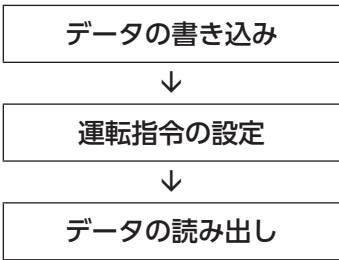 データの書き込み
↓
運転指令の設定
↓
データの読み出し